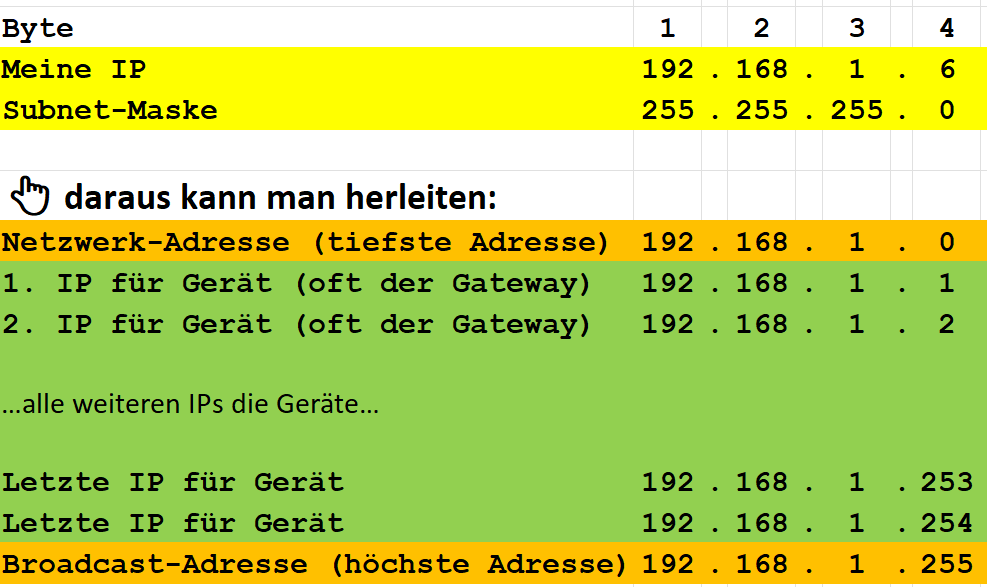 Byte 1 2 3 4
Meine IP 192 . 168 . 1 . 6
Subnet-Maske 255 . 255 . 255 . 0
daraus kann man herleiten:
Netzwerk-Adresse (tiefste Adresse) 192 . 168 . 1 . 0
1. IP für Gerät (oft der Gateway) 192 . 168 . 1 . 1
2. IP für Gerät (oft der Gateway) 192 . 168 . 1 . 2
...alle weiteren IPs die Geräte...
Letzte IP für Gerät 192 . 168 . 1 . 253
Letzte IP für Gerät 192 . 168 . 1 . 254
Broadcast-Adresse (höchste Adresse) 192 . 168 . 1 . 255